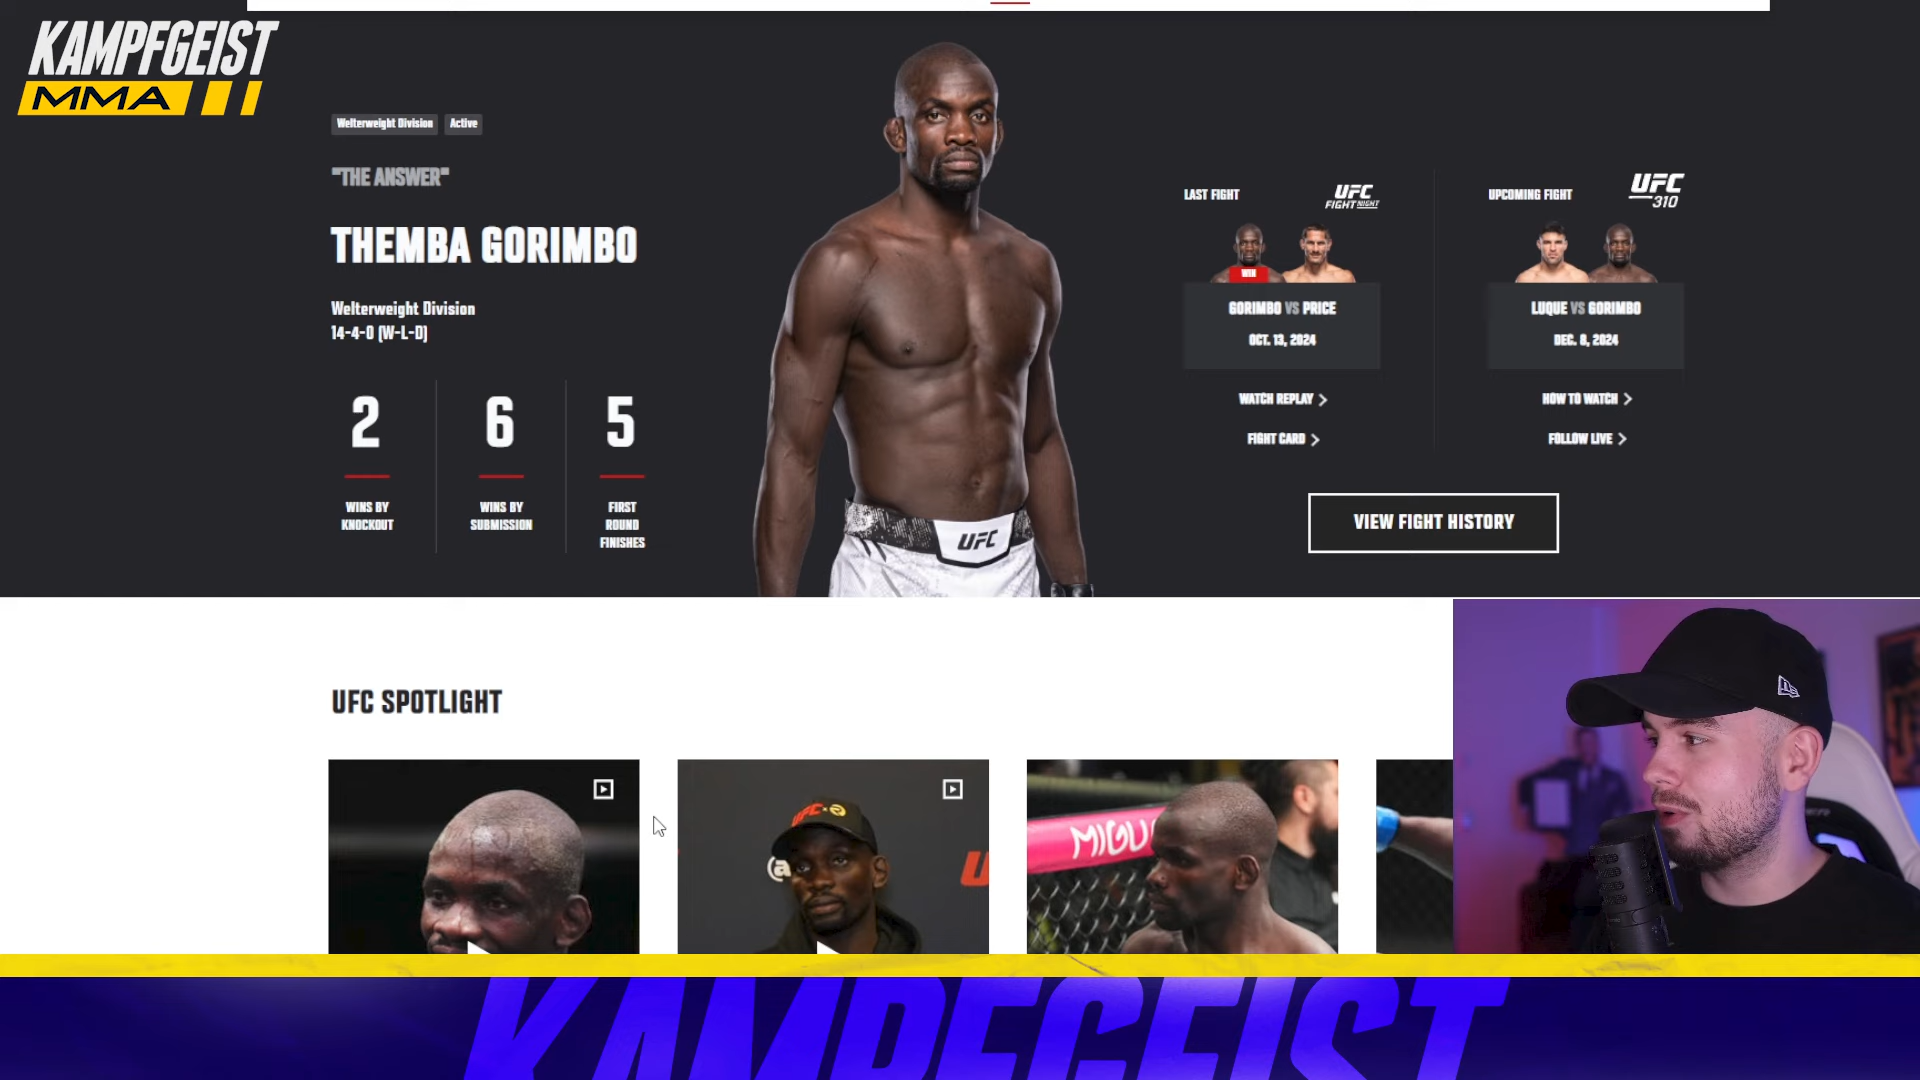 KAMPFGEIST
MMA
Welterweight Division
Active
"THE ANSWER"
THEMBA GORIMBO
Welterweight Division
14-4-0 (W-L-D)
2
WINS BY
KNOCKOUT
6
WINS BY
SUBMISSION
5
FIRST
ROUND
FINISHES
UFC
LAST FIGHT
UFC
FIGHT NIGHT
WIN
GORIMBO VS PRICE
OCT. 13, 2024
WATCH REPLAY
FIGHT CARD
UPCOMING FIGHT
UFC
310
LUQUE VS GORIMBO
DEC. 8, 2024
HOW TO WATCH
FOLLOW LIVE
VIEW FIGHT HISTORY
UFC SPOTLIGHT
UFC
MIGU
KAMPFGEIST